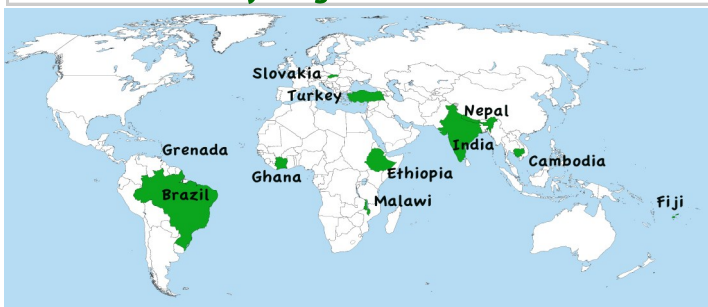 Slovakia
Turkey
Nepal
Grenada
India
Cambodia
Ghana
Ethiopia
Brazil
Malawi
Fiji